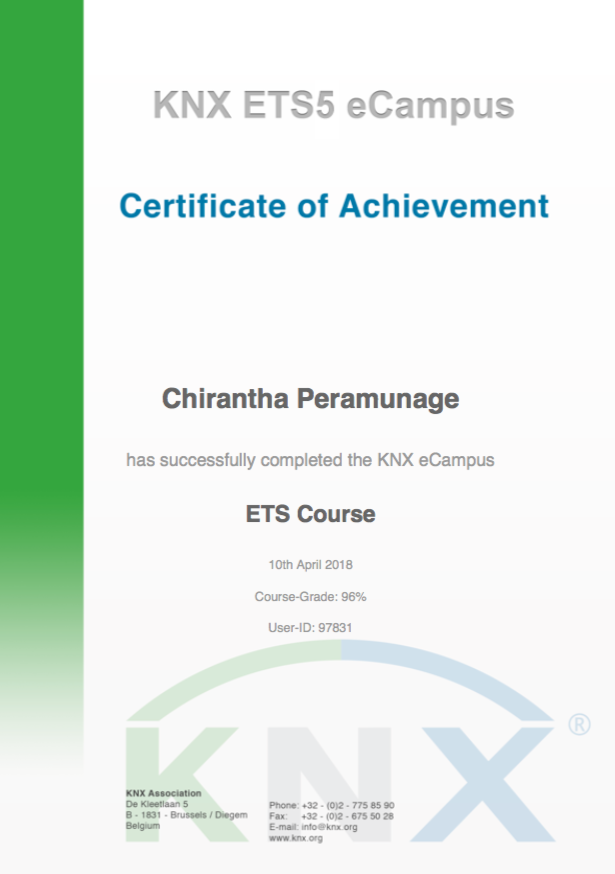 KNX ETS5 eCampus
Certificate of Achievement
Chirantha Peramunage
has successfully completed the KNX eCampus
ETS Course
10th April 2018
Course-Grade: 96%
User-ID: 97831
KNX®
KNX Association
De Kleetlaan 5
B - 1831 - Brussels / Diegem
Belgium
Phone: +32 - (0)2 - 775 85 90
Fax: +32 - (0)2 - 675 50 28
E-mail: info@knx.org
www.knx.org